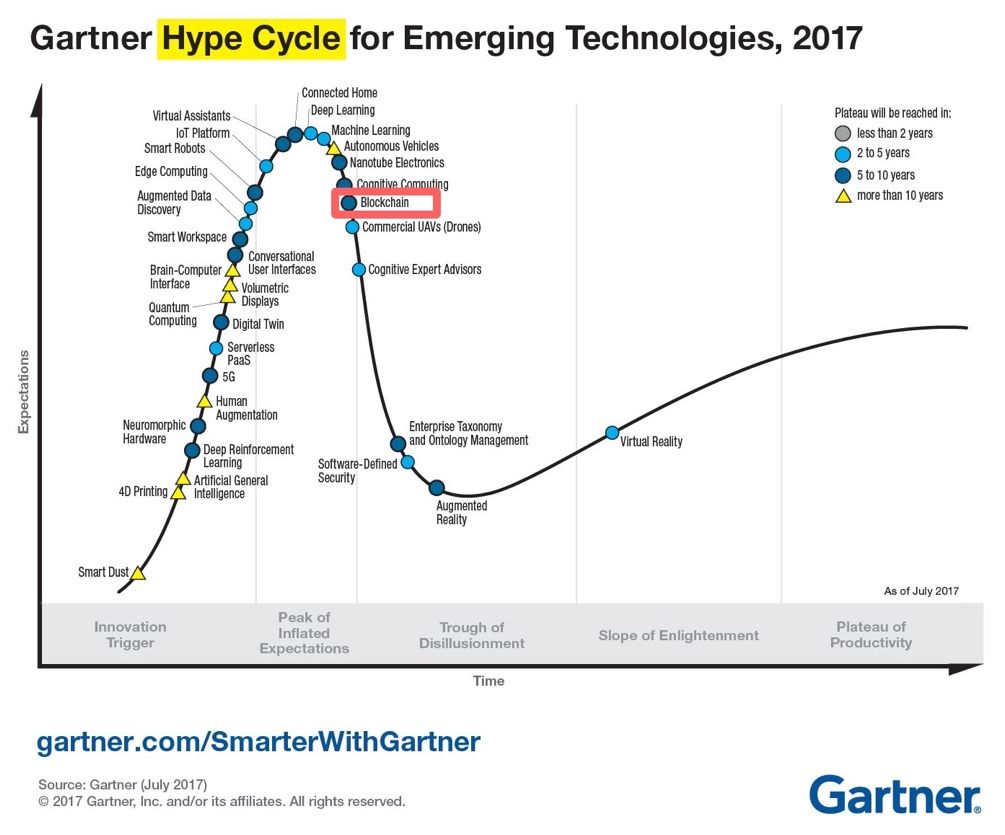 Gartner Hype Cycle for Emerging Technologies, 2017
Plateau will be reached in:
less than 2 years
2 to 5 years
5 to 10 years
more than 10 years
Expectations
Connected Home
Virtual Assistants
Deep Learning
IoT Platform
Machine Learning
Smart Robots
Autonomous Vehicles
Edge Computing
Nanotube Electronics
Augmented Data
Discovery
Cognitive Computing
Blockchain
Smart Workspace
Commercial UAVs (Drones)
Conversational
User Interfaces
Brain-Computer
Interface
Cognitive Expert Advisors
Volumetric
Displays
Quantum
Computing
Digital Twin
Serverless
PaaS
5G
Human
Augmentation
Neuromorphic
Hardware
Deep Reinforcement
Learning
Artificial General
Intelligence
4D Printing
Smart Dust
Enterprise Taxonomy
and Ontology Management
Software-Defined
Security
Augmented
Reality
Virtual Reality
As of July 2017
Innovation
Trigger
Peak of
Inflated
Expectations
Trough of
Disillusionment
Slope of Enlightenment
Plateau of
Productivity
Time
gartner.com/SmarterWithGartner
Source: Gartner (July 2017)
© 2017 Gartner, Inc. and/or its affiliates. All rights reserved.
Gartner®